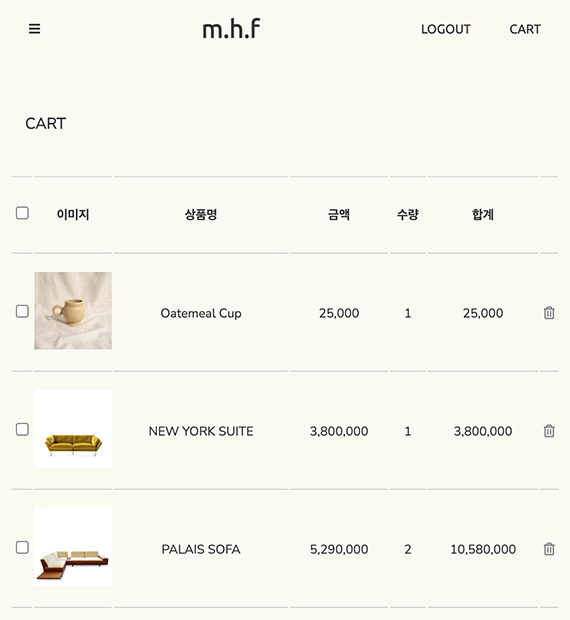 m.h.f LOGOUT CART
CART
이미지 상품명 금액 수량 합계
Oatemeal Cup 25,000 1 25,000
NEW YORK SUITE 3,800,000 1 3,800,000
PALAIS SOFA 5,290,000 2 10,580,000